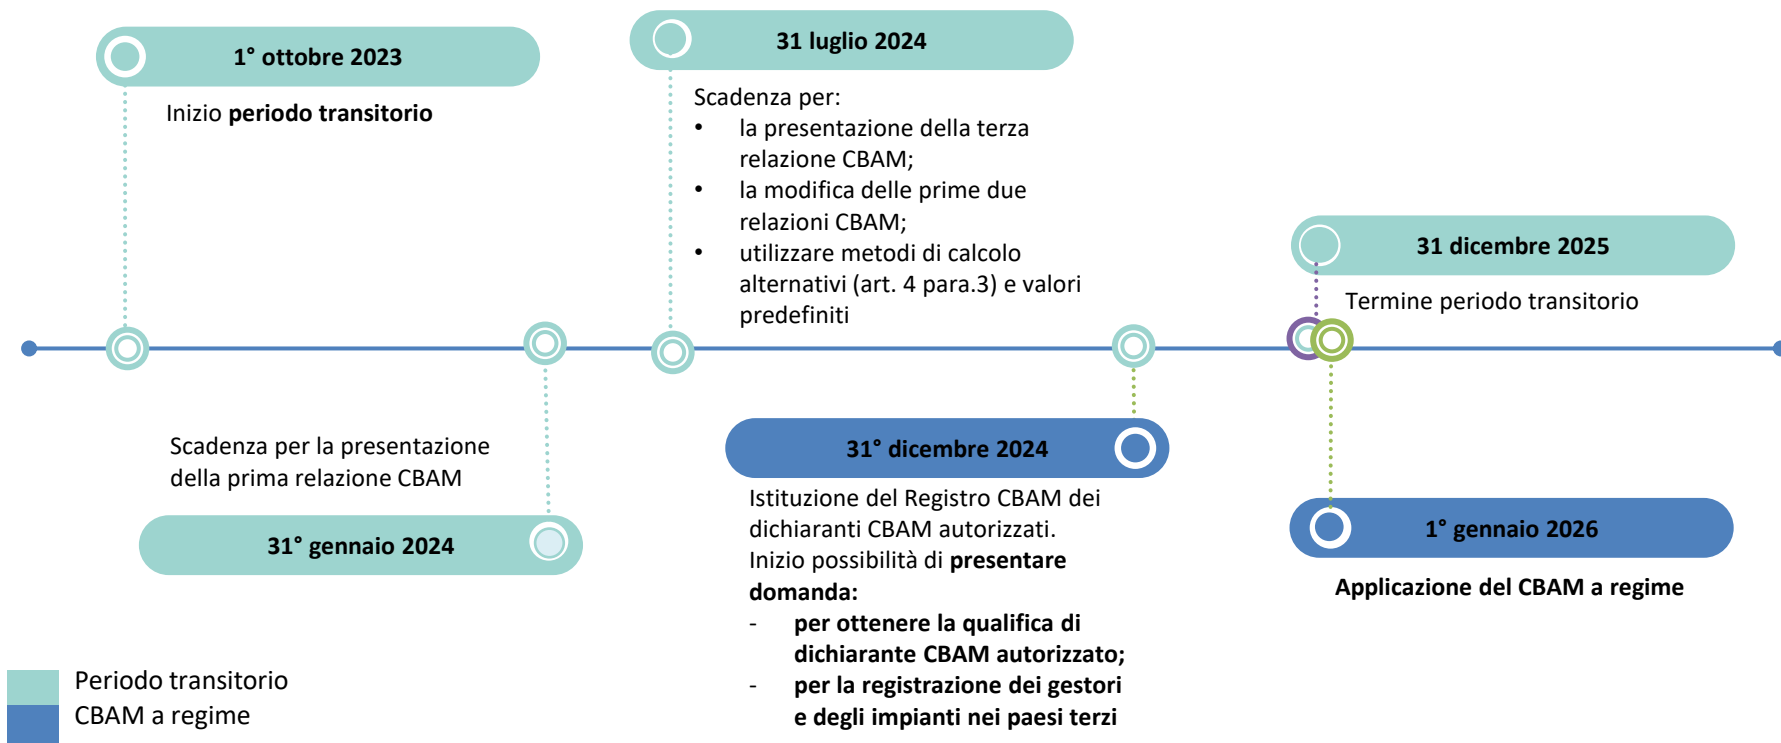 1° ottobre 2023
Inizio periodo transitorio
31° gennaio 2024
Scadenza per la presentazione
della prima relazione CBAM
31 luglio 2024
Scadenza per:
• la presentazione della terza
relazione CBAM;
• la modifica delle prime due
relazioni CBAM;
• utilizzare metodi di calcolo
alternativi (art. 4 para.3) e valori
predefiniti
31° dicembre 2024
Istituzione del Registro CBAM dei
dichiaranti CBAM autorizzati.
Inizio possibilità di presentare
domanda:
- per ottenere la qualifica di
dichiarante CBAM autorizzato;
- per la registrazione dei gestori
e degli impianti nei paesi terzi
31 dicembre 2025
Termine periodo transitorio
1° gennaio 2026
Applicazione del CBAM a regime
Periodo transitorio
CBAM a regime